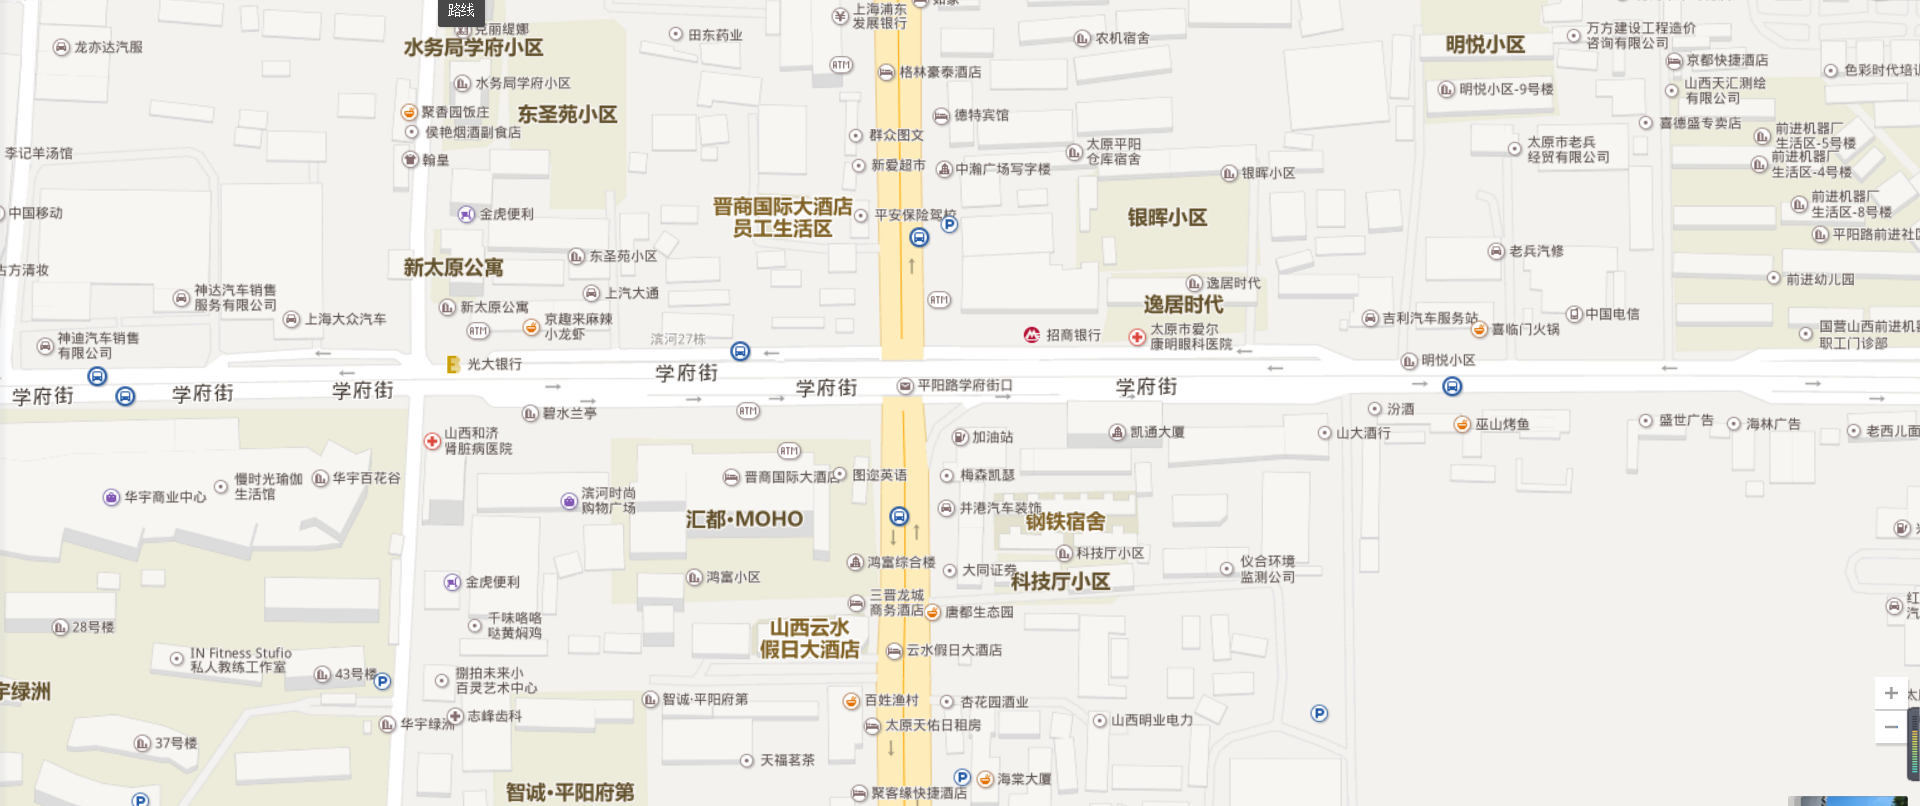 路线
克丽缇娜
龙亦达汽服
水务局学府小区
水务局学府小区
聚香园饭庄
侯艳烟酒副食店
东圣苑小区
翰皇
李记羊汤馆
中国移动
古方清妆
金虎便利
新太原公寓
新太原公寓
东圣苑小区
上汽大通
神达汽车销售
服务有限公司
上海大众汽车
神迪汽车销售
有限公司
ATM
京趣来麻辣
小龙虾
光大银行
滨河27栋
田东药业
上海浦东
发展银行
如家
ATM
格林豪泰酒店
德特宾馆
群众图文
新爱超市
中瀚广场写字楼
晋商国际大酒店
员工生活区
平安保险驾校
P
ATM
农机宿舍
太原平阳
仓库宿舍
银晖小区
银晖小区
逸居时代
逸居时代
招商银行
太原市爱尔
康明眼科医院
明悦小区
明悦小区-9号楼
万方建设工程造价
咨询有限公司
京都快捷酒店
山西天汇测绘
有限公司
色彩时代培训
喜德盛专卖店
太原市老兵
经贸有限公司
前进机器厂
生活区-5号楼
前进机器厂
生活区-4号楼
前进机器厂
生活区-8号楼
平阳路前进社区
老兵汽修
前进幼儿园
吉利汽车服务站
喜临门火锅
中国电信
国营山西前进机器
职工门诊部
明悦小区
学府街
学府街
学府街
学府街
学府街
平阳路学府街口
学府街
碧水兰亭
ATM
山西和济
肾脏病医院
华宇百花谷
慢时光瑜伽
生活馆
华宇商业中心
ATM
晋商国际大酒店
图迩英语
滨河时尚
购物广场
汇都·MOHO
加油站
凯通大厦
梅森凯瑟
井港汽车装饰
钢铁宿舍
科技厅小区
科技厅小区
大同证券
鸿富综合楼
鸿富小区
仪合环境
监测公司
汾酒
山大酒行
巫山烤鱼
盛世广告
海林广告
老西儿面
金虎便利
千味咯咯
哒黄焖鸡
28号楼
IN Fitness Stufio
私人教练工作室
43号楼
P
宇绿洲
37号楼
P
华宇绿洲
捌拍未来小
百灵艺术中心
志峰齿科
三晋龙城
商务酒店
唐都生态园
山西云水
假日大酒店
云水假日大酒店
智诚·平阳府第
百姓渔村
杏花园酒业
太原天佑日租房
天福茗茶
智诚·平阳府第
聚客缘快捷酒店
P
海棠大厦
山西明业电力
P
红
汽
+
−